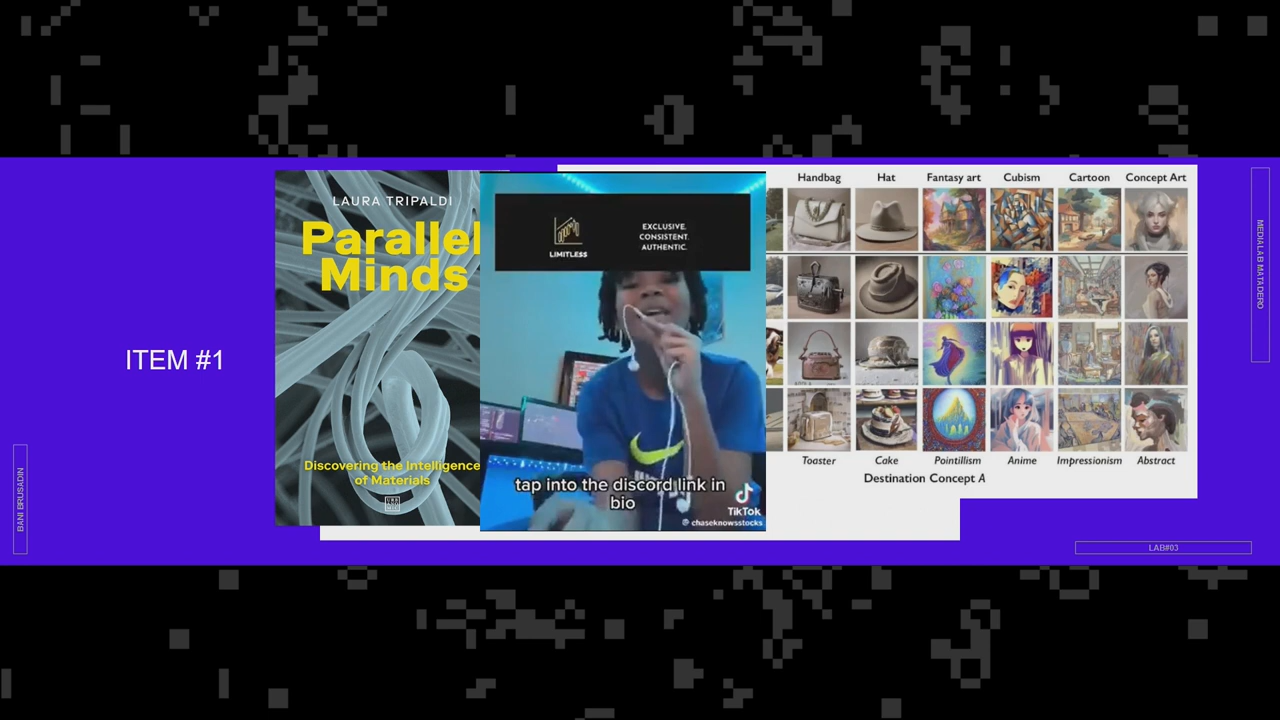 ITEM #1
BANI BRUSADIN
LAURA TRIPALDI
Parallel
Minds
Discovering the Intelligence
of Materials
LIMITLESS
EXCLUSIVE.
CONSISTENT.
AUTHENTIC.
tap into the discord link in
bio
TikTok
@ chaseknowsstocks
Handbag Hat Fantasy art Cubism Cartoon Concept Art
Toaster Cake Pointillism Anime Impressionism Abstract
Destination Concept A
MEDIALAB MATADERO
LAB#03